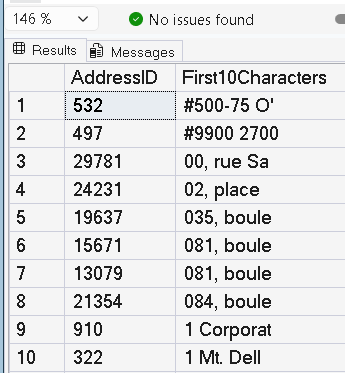 146 % No issues found
Results Messages
AddressID First10Characters
1 532 #500-75 O'
2 497 #9900 2700
3 29781 00, rue Sa
4 24231 02, place
5 19637 035, boule
6 15671 081, boule
7 13079 081, boule
8 21354 084, boule
9 910 1 Corporat
10 322 1 Mt. Dell